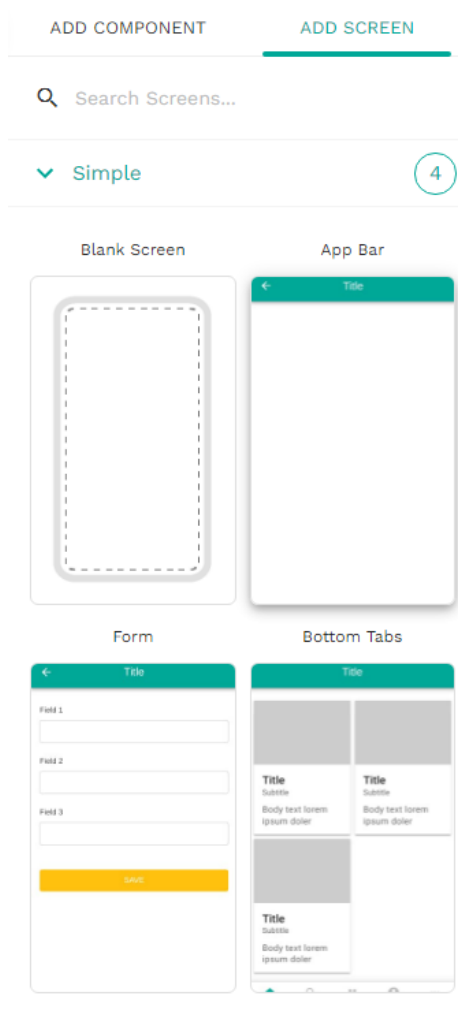 ADD COMPONENT ADD SCREEN
Search Screens...
Simple 4
Blank Screen App Bar
Title
Form Bottom Tabs
Title Title
Field 1
Field 2
Field 3
SAVE
Title Title
Subtitle Subtitle
Body text lorem Body text lorem
ipsum doler ipsum doler
Title
Subtitle
Body text lorem
ipsum doler